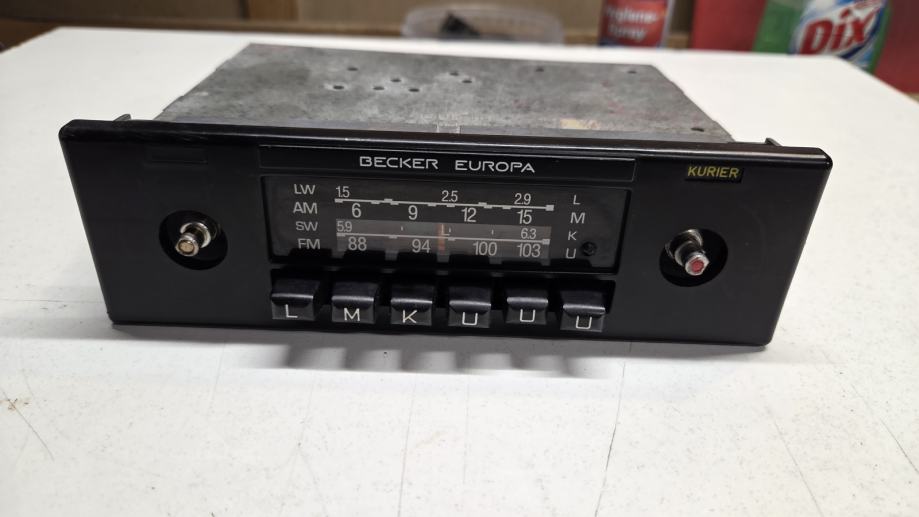 Dix
BECKER EUROPA
KURIER
LW 1.5 2.5 2.9 L
AM 6 9 12 15 M
SW 5.9 6.3 K
FM 88 94 100 103 U
L M K U U U